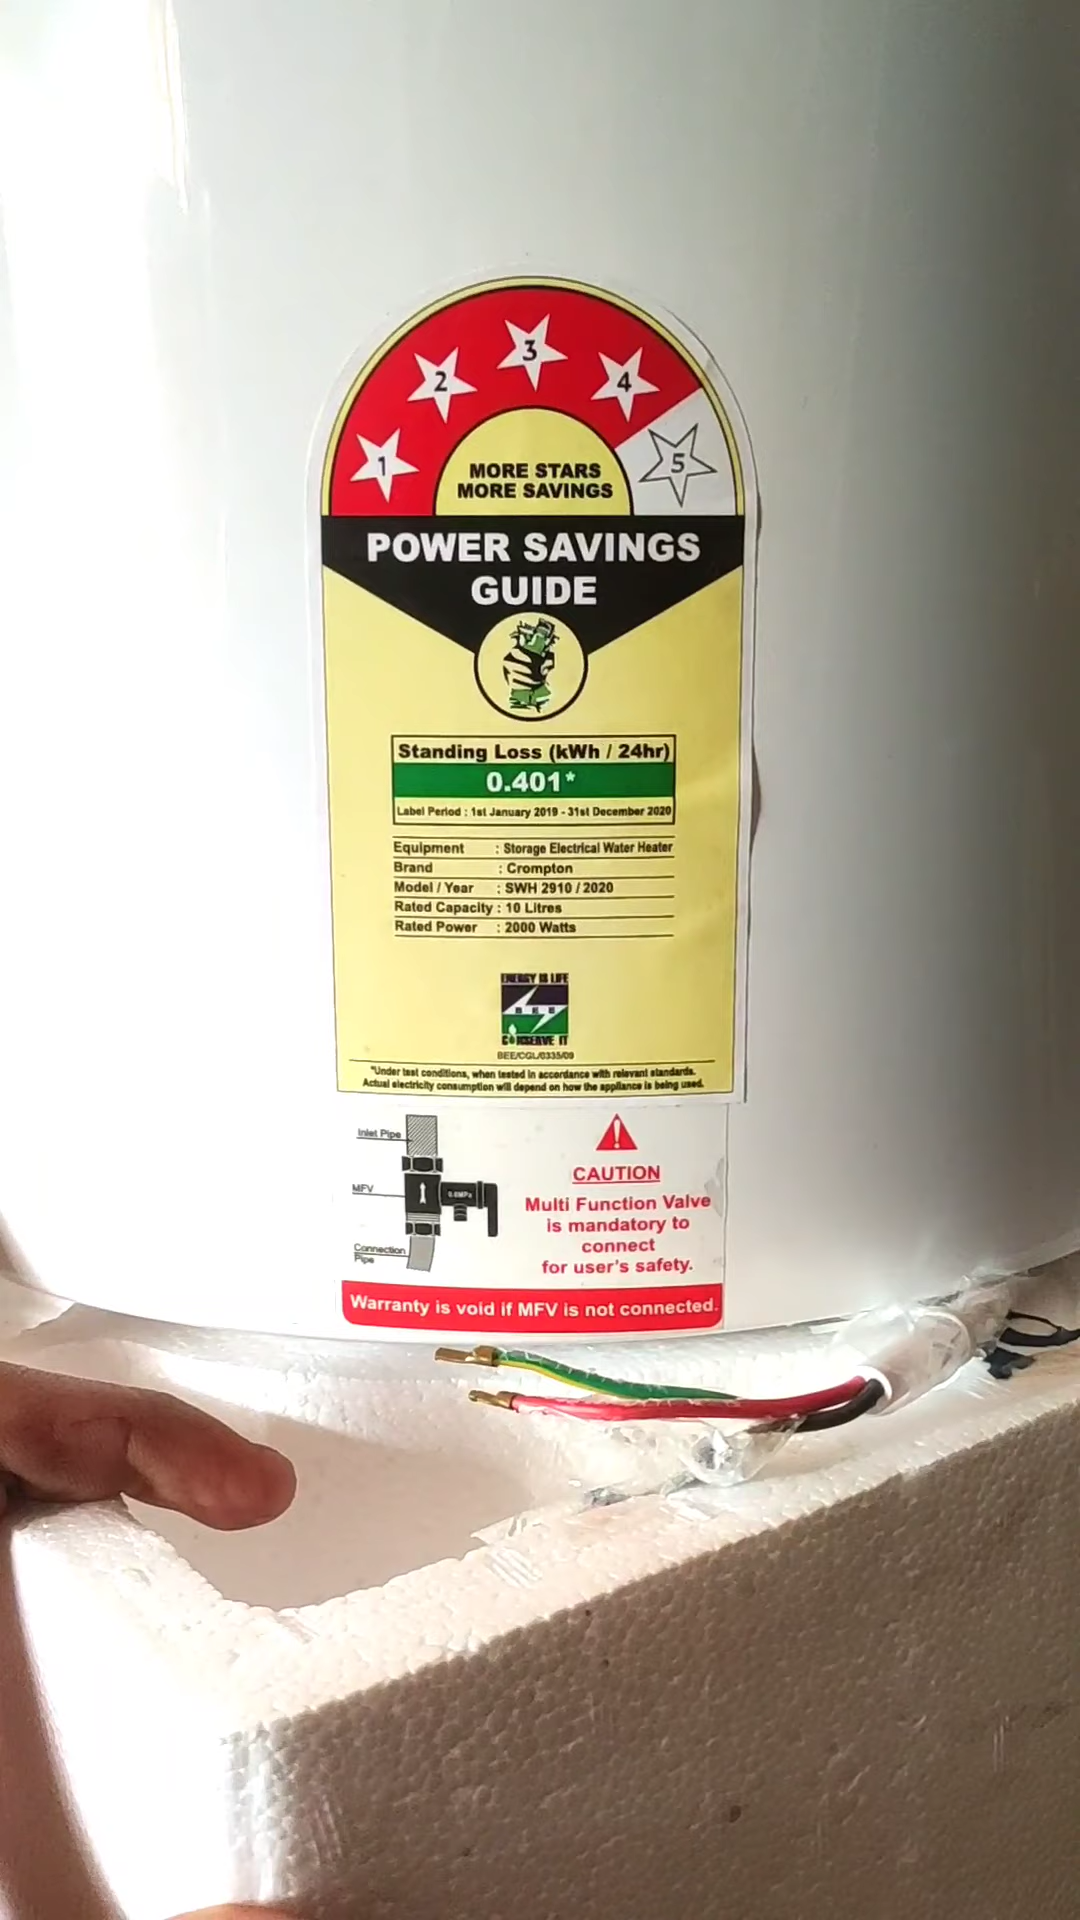 1
2
3
4
5
MORE STARS
MORE SAVINGS
POWER SAVINGS
GUIDE
Standing Loss (kWh / 24hr)
0.401*
Label Period : 1st January 2019 - 31st December 2020
Equipment : Storage Electrical Water Heater
Brand : Crompton
Model / Year : SWH 2910 / 2020
Rated Capacity : 10 Litres
Rated Power : 2000 Watts
ENERGY IS LIFE
BEE
CONSERVE IT
BEE/CGL/0335/09
*Under test conditions, when tested in accordance with relevant standards.
Actual electricity consumption will depend on how the appliance is being used.
Inlet Pipe
MFV
0.8MPa
Connection
Pipe
CAUTION
Multi Function Valve
is mandatory to
connect
for user's safety.
Warranty is void if MFV is not connected.